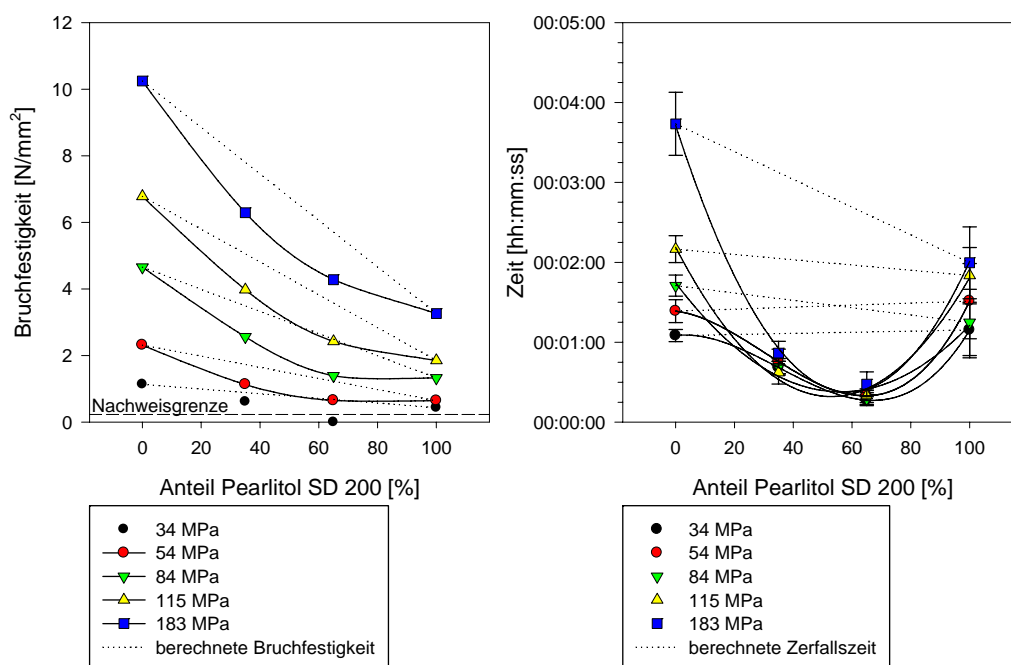 Bruchfestigkeit [N/mm²]
12
10
8
6
4
2
0
Nachweisgrenze
0 20 40 60 80 100
Anteil Pearlitol SD 200 [%]
34 MPa
54 MPa
84 MPa
115 MPa
183 MPa
berechnete Bruchfestigkeit
Zeit [hh:mm:ss]
00:05:00
00:04:00
00:03:00
00:02:00
00:01:00
00:00:00
0 20 40 60 80 100
Anteil Pearlitol SD 200 [%]
34 MPa
54 MPa
84 MPa
115 MPa
183 MPa
berechnete Zerfallszeit